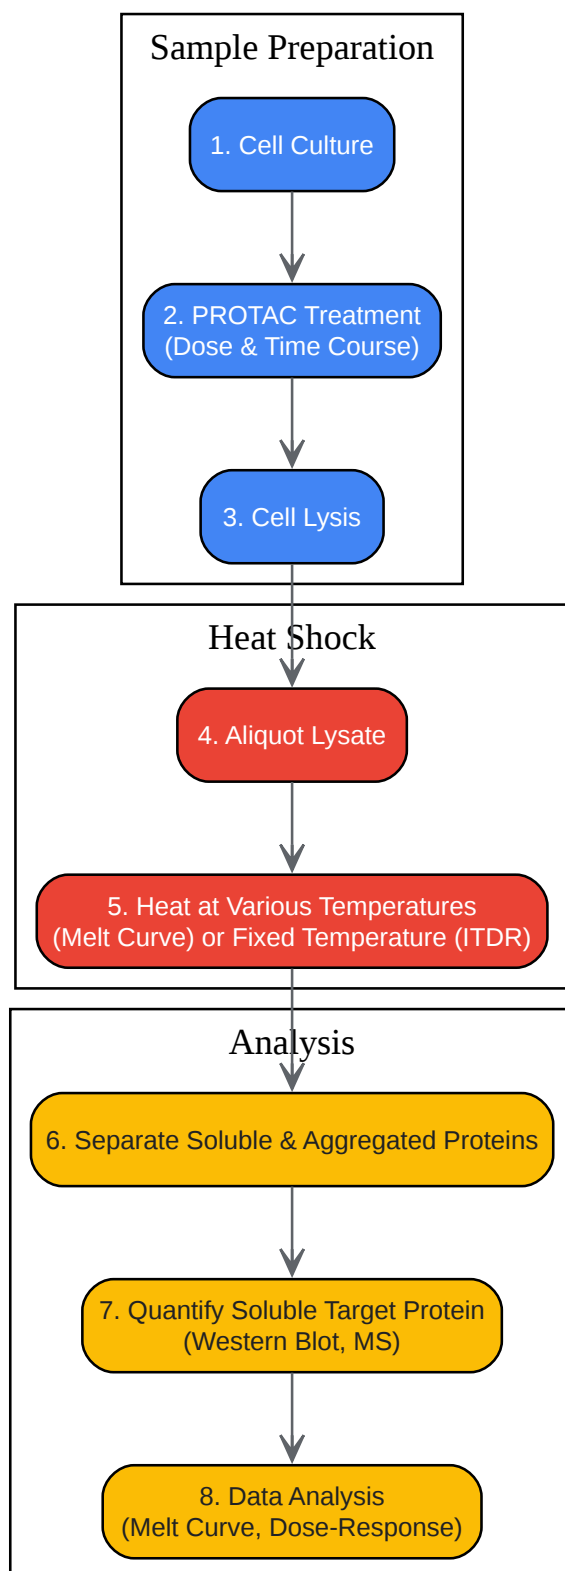 Sample Preparation
1. Cell Culture
2. PROTAC Treatment
(Dose & Time Course)
3. Cell Lysis
Heat Shock
4. Aliquot Lysate
5. Heat at Various Temperatures
(Melt Curve) or Fixed Temperature (ITDR)
Analysis
6. Separate Soluble & Aggregated Proteins
7. Quantify Soluble Target Protein
(Western Blot, MS)
8. Data Analysis
(Melt Curve, Dose-Response)